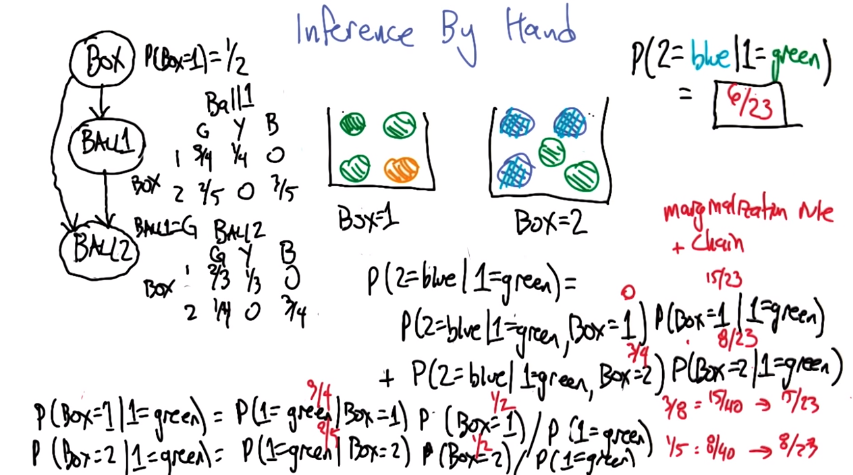 Inference By Hand
BOX
P(Box=1)=1/2
P(2=blue|1=green)
= 6/23
Ball1
G Y B
BALL1
1 3/4 1/4 0
BOX
2 2/5 0 3/5
BALL1=G BALL2
BALL2
G Y B
BOX
1 2/3 1/3 0
2 1/4 0 3/4
Box=1
Box=2
marginalization rule
+ Chain
P(2=blue|1=green)=
15/23
0
P(2=blue|1=green, Box=1) P(Box=1|1=green)
3/4 8/23
+ P(2=blue|1=green, Box=2) P(Box=2|1=green)
3/4 1/2
P(Box=1|1=green) = P(1=green|Box=1) P(Box=1) / P(1=green)
3/8 = 15/40 → 15/23
2/5 1/2
P(Box=2|1=green) = P(1=green|Box=2) P(Box=2) / P(1=green)
1/5 = 8/40 → 8/23